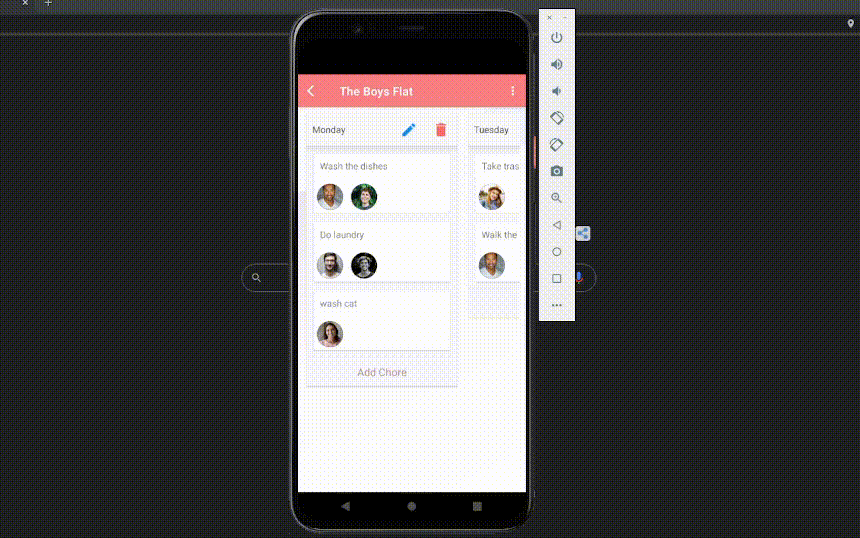 The Boys Flat
Monday
Tuesday
Wash the dishes
Take tras
Do laundry
Walk the
wash cat
Add Chore